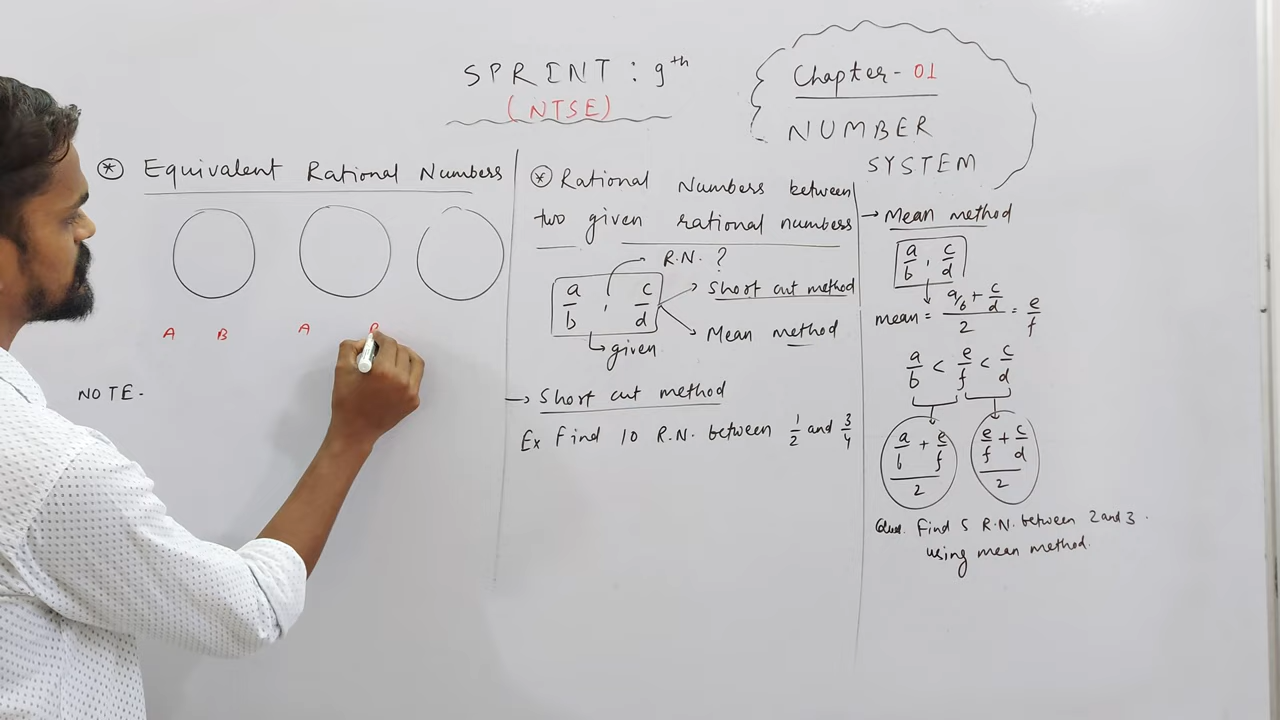 SPRINT : 9th
(NTSE)
Chapter- 01
NUMBER
SYSTEM
* Equivalent Rational Numbers
A B A B
NOTE-
* Rational Numbers between
two given rational numbers
R.N. ?
a/b , c/d
Short cut method
Mean method
given
→ Short cut method
Ex Find 10 R.N. between 1/2 and 3/4
→ Mean method
a/b , c/d
mean = (a/b + c/d)/2 = e/f
a/b < e/f < c/d
(a/b + e/f)/2 (e/f + c/d)/2
Ques. Find 5 R.N. between 2 and 3.
using mean method.